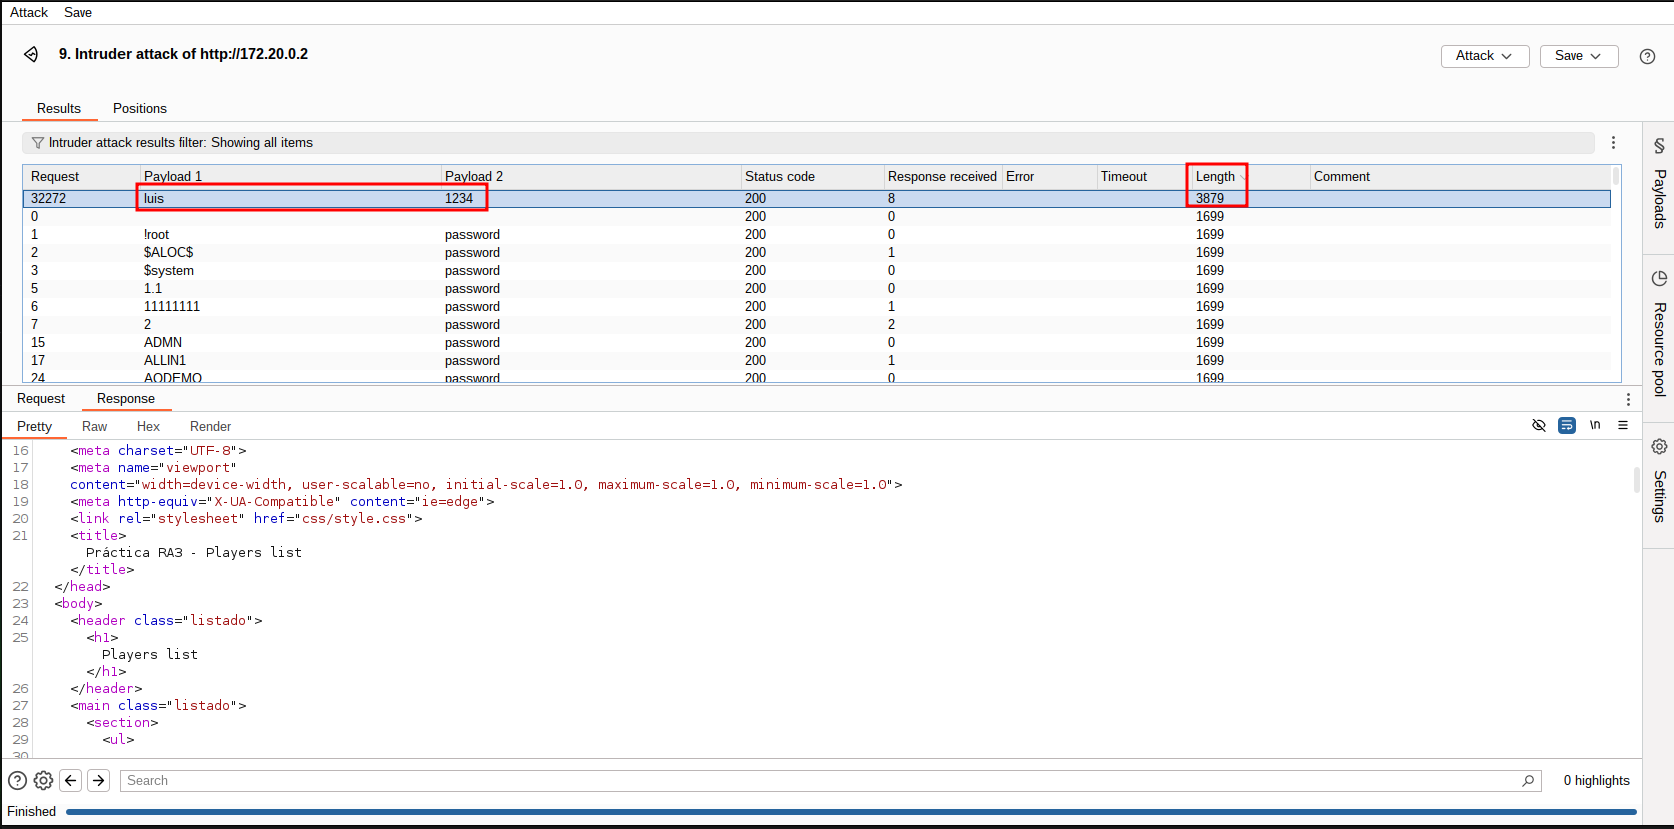 Attack Save
9. Intruder attack of http://172.20.0.2
Attack Save
Results Positions
Intruder attack results filter: Showing all items
Request Payload 1 Payload 2 Status code Response received Error Timeout Length Comment
32272 luis 1234 200 8 3879
0 200 0 1699
1 !root password 200 0 1699
2 $ALOC$ password 200 1 1699
3 $system password 200 0 1699
5 1.1 password 200 0 1699
6 11111111 password 200 1 1699
7 2 password 200 2 1699
15 ADMN password 200 0 1699
17 ALLIN1 password 200 1 1699
24 AQDEMO password 200 0 1699
§ Payloads
Resource pool
Settings
Request Response
Pretty Raw Hex Render
\n
16 <meta charset="UTF-8">
17 <meta name="viewport"
18 content="width=device-width, user-scalable=no, initial-scale=1.0, maximum-scale=1.0, minimum-scale=1.0">
19 <meta http-equiv="X-UA-Compatible" content="ie=edge">
20 <link rel="stylesheet" href="css/style.css">
21 <title>
Práctica RA3 - Players list
</title>
22 </head>
23 <body>
24 <header class="listado">
25 <h1>
Players list
</h1>
26 </header>
27 <main class="listado">
28 <section>
29 <ul>
30
Search
0 highlights
Finished